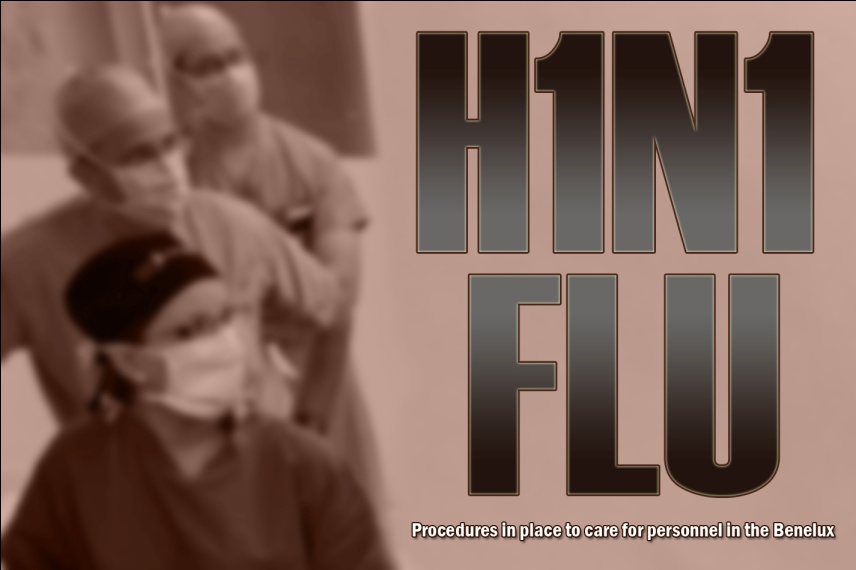 H1N1
FLU
Procedures in place to care for personnel in the Benelux